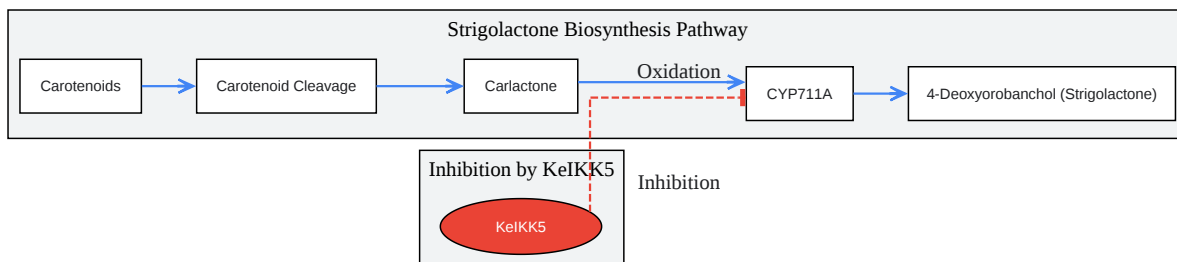 Strigolactone Biosynthesis Pathway
Carotenoids
Carotenoid Cleavage
Carlactone
Oxidation
CYP711A
4-Deoxyorobanchol (Strigolactone)
Inhibition by KeIKK5
Inhibition
KeIKK5